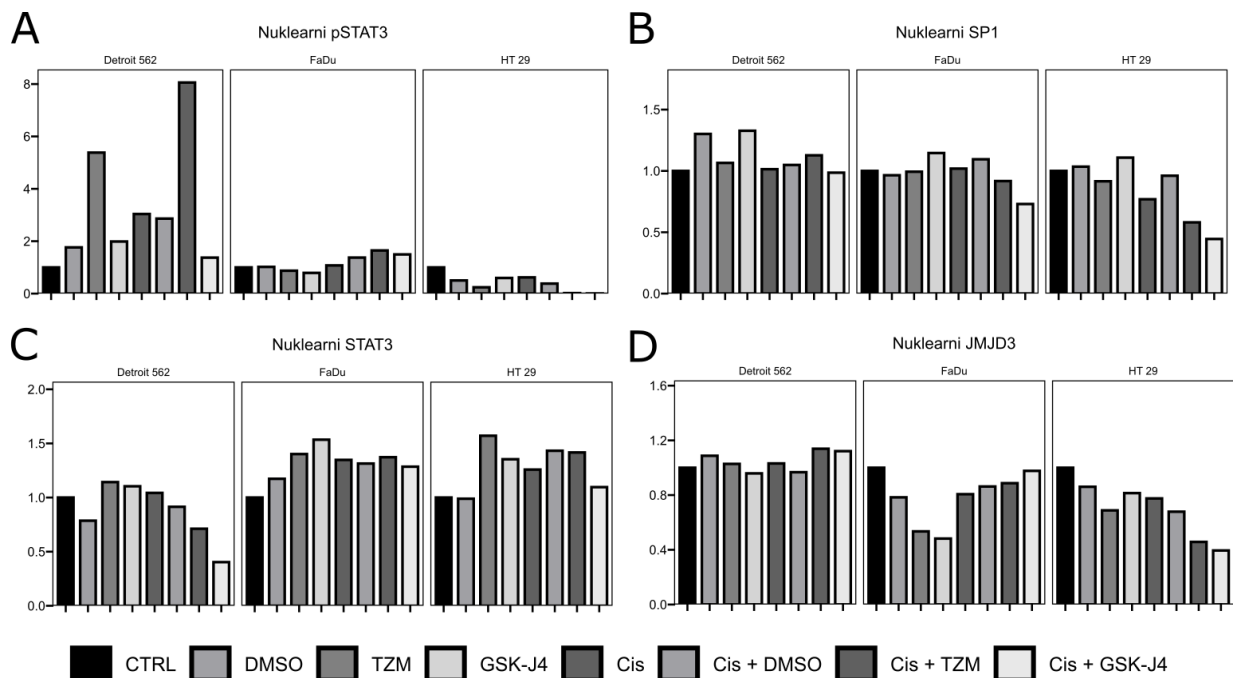 A
Nuklearni pSTAT3
Detroit 562
FaDu
HT 29
8
6
4
2
0
B
Nuklearni SP1
Detroit 562
FaDu
HT 29
1.5
1.0
0.5
0.0
C
Nuklearni STAT3
Detroit 562
FaDu
HT 29
2.0
1.5
1.0
0.5
0.0
D
Nuklearni JMJD3
Detroit 562
FaDu
HT 29
1.6
1.2
0.8
0.4
0.0
CTRL DMSO TZM GSK-J4 Cis Cis + DMSO Cis + TZM Cis + GSK-J4